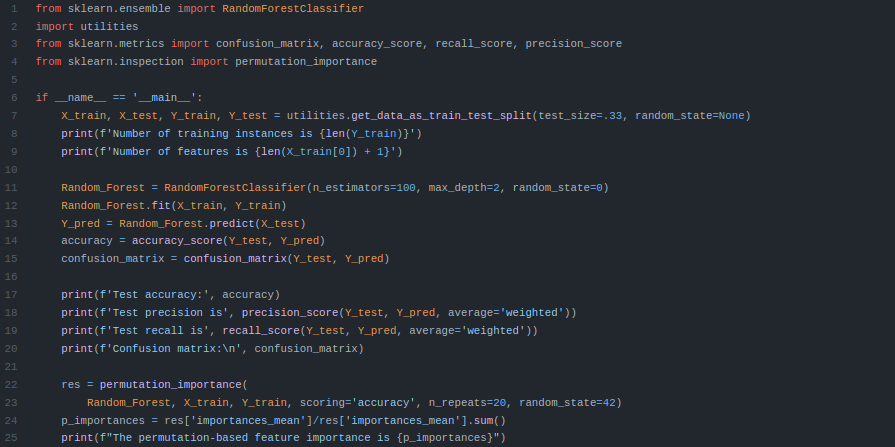 1 from sklearn.ensemble import RandomForestClassifier
2 import utilities
3 from sklearn.metrics import confusion_matrix, accuracy_score, recall_score, precision_score
4 from sklearn.inspection import permutation_importance
5
6 if __name__ == '__main__':
7     X_train, X_test, Y_train, Y_test = utilities.get_data_as_train_test_split(test_size=.33, random_state=None)
8     print(f'Number of training instances is {len(Y_train)}')
9     print(f'Number of features is {len(X_train[0]) + 1}')
10
11     Random_Forest = RandomForestClassifier(n_estimators=100, max_depth=2, random_state=0)
12     Random_Forest.fit(X_train, Y_train)
13     Y_pred = Random_Forest.predict(X_test)
14     accuracy = accuracy_score(Y_test, Y_pred)
15     confusion_matrix = confusion_matrix(Y_test, Y_pred)
16
17     print(f'Test accuracy:', accuracy)
18     print(f'Test precision is', precision_score(Y_test, Y_pred, average='weighted'))
19     print(f'Test recall is', recall_score(Y_test, Y_pred, average='weighted'))
20     print(f'Confusion matrix:\n', confusion_matrix)
21
22     res = permutation_importance(
23         Random_Forest, X_train, Y_train, scoring='accuracy', n_repeats=20, random_state=42)
24     p_importances = res['importances_mean']/res['importances_mean'].sum()
25     print(f"The permutation-based feature importance is {p_importances}")